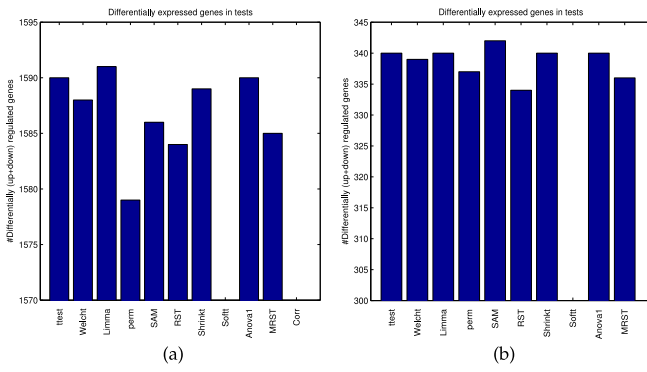 Differentially expressed genes in tests
#Differentially (up+down) regulated genes
1595
1590
1585
1580
1575
1570
ttest
Welcht
Limma
perm
SAM
RST
Shrinkt
Softt
Anova1
MRST
Corr
(a)
Differentially expressed genes in tests
#Differentially (up+down) regulated genes
345
340
335
330
325
320
315
310
305
300
ttest
Welcht
Limma
perm
SAM
RST
Shrinkt
Softt
Anova1
MRST
(b)